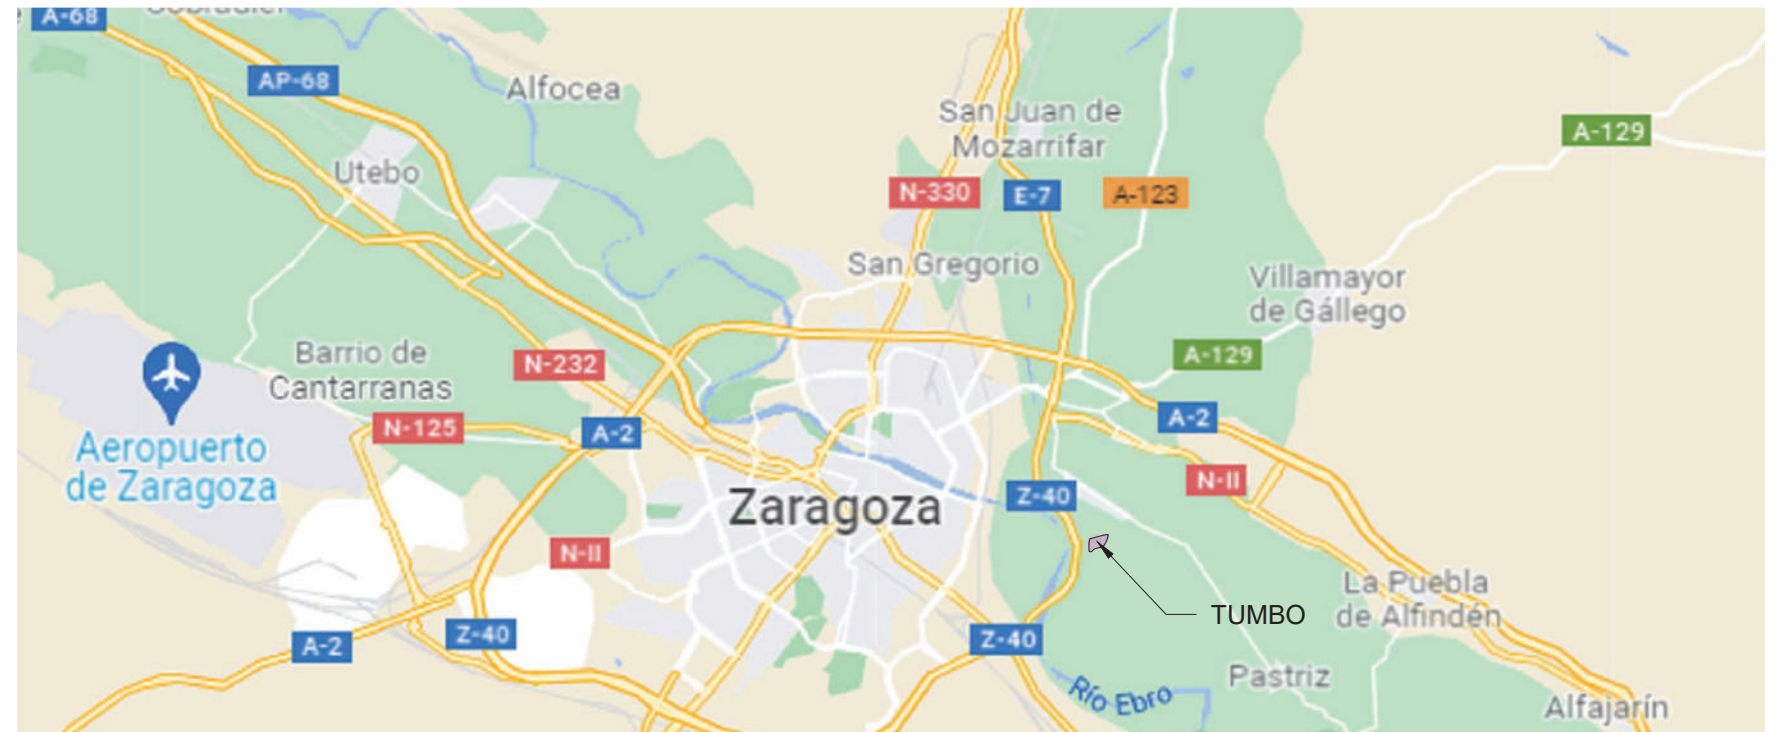 A-68
Sobradiel
AP-68
Alfocea
San Juan de
Mozarrifar
A-129
Utebo
N-330
E-7
A-123
San Gregorio
Villamayor
de Gállego
Barrio de
Cantarranas
N-232
A-129
Aeropuerto
de Zaragoza
N-125
A-2
A-2
N-II
Zaragoza
Z-40
N-II
La Puebla
de Alfindén
TUMBO
A-2
Z-40
Z-40
Río Ebro
Pastriz
Alfajarín